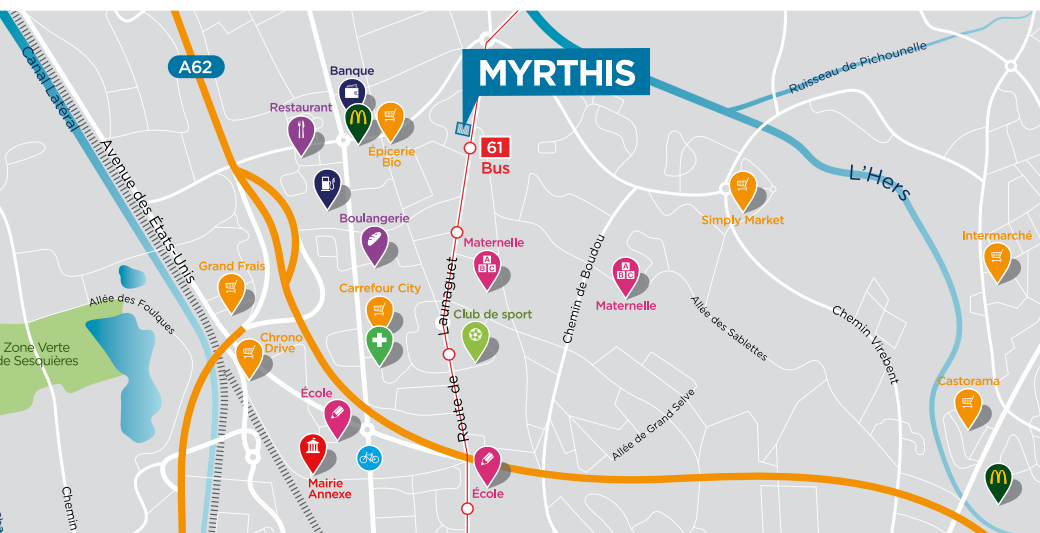 A62
MYRTHIS
Banque
Restaurant
Épicerie
Bio
61
Bus
Ruisseau de Pichounelle
Canal Latéral
Avenue des États-Unis
L'Hers
Simply Market
Boulangerie
Maternelle
Intermarché
Grand Frais
Carrefour City
Maternelle
Allée des Foulques
Launaguet
Route de
Club de sport
Chemin de Boudou
Allée des Sablettes
Chemin Virebent
Zone Verte
de Sesquières
Chrono
Drive
École
Castorama
Allée de Grand Selve
Mairie
Annexe
École
Chemin
A
B C
A
B C